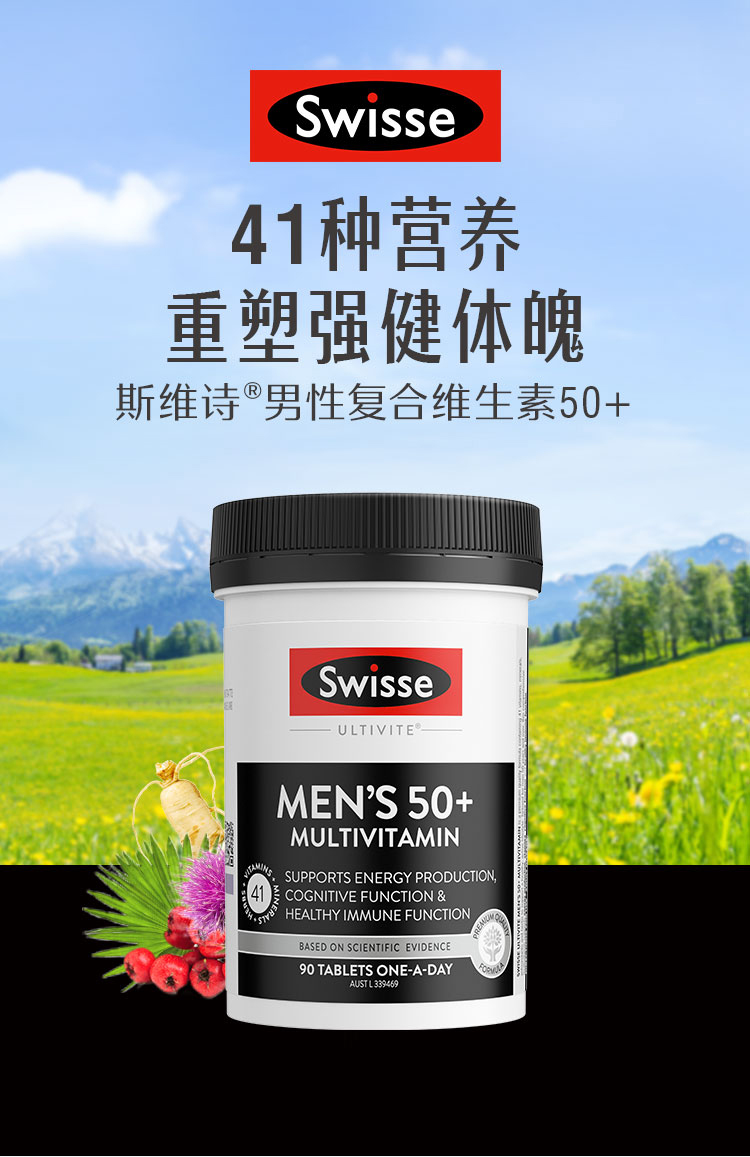 Swisse
41种营养
重塑强健体魄
斯维诗®男性复合维生素50+
Swisse
ULTIVITE®
MEN'S 50+
MULTIVITAMIN
VITAMINS • MINERALS • HERBS
41
SUPPORTS ENERGY PRODUCTION,
COGNITIVE FUNCTION &
HEALTHY IMMUNE FUNCTION
PREMIUM QUALITY
FORMULA
BASED ON SCIENTIFIC EVIDENCE
90 TABLETS ONE-A-DAY
AUST L 339469